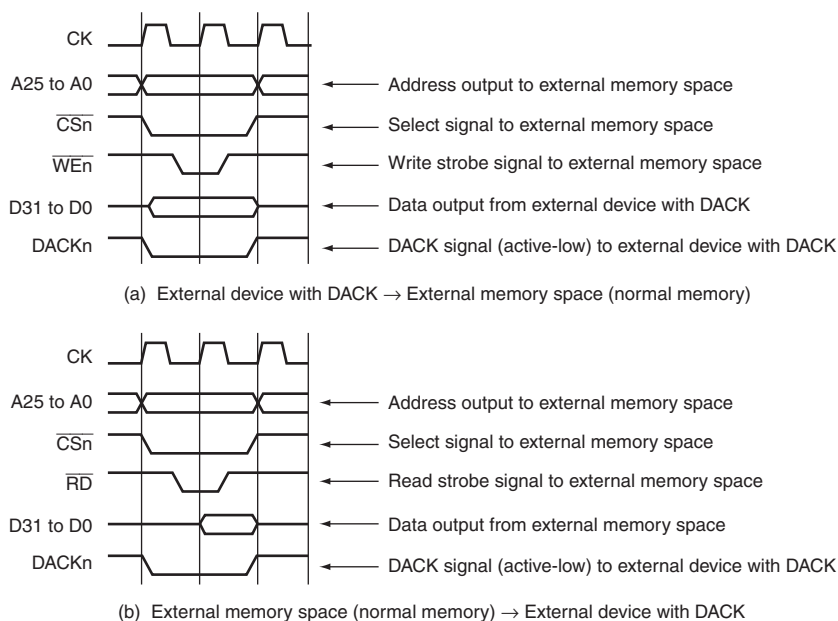 CK
A25 to A0 Address output to external memory space
CSn Select signal to external memory space
WEn Write strobe signal to external memory space
D31 to D0 Data output from external device with DACK
DACKn DACK signal (active-low) to external device with DACK
(a) External device with DACK → External memory space (normal memory)
CK
A25 to A0 Address output to external memory space
CSn Select signal to external memory space
RD Read strobe signal to external memory space
D31 to D0 Data output from external memory space
DACKn DACK signal (active-low) to external device with DACK
(b) External memory space (normal memory) → External device with DACK